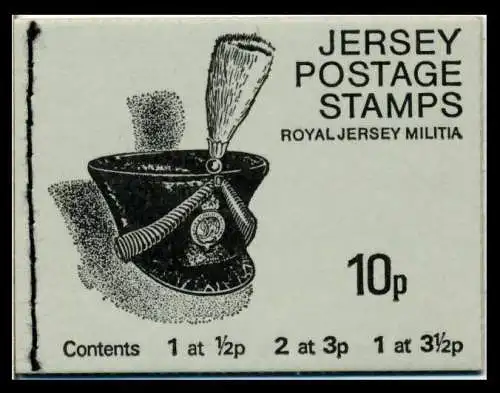 JERSEY
POSTAGE
STAMPS
ROYAL JERSEY MILITIA
10p
Contents 1 at ½p 2 at 3p 1 at 3½p